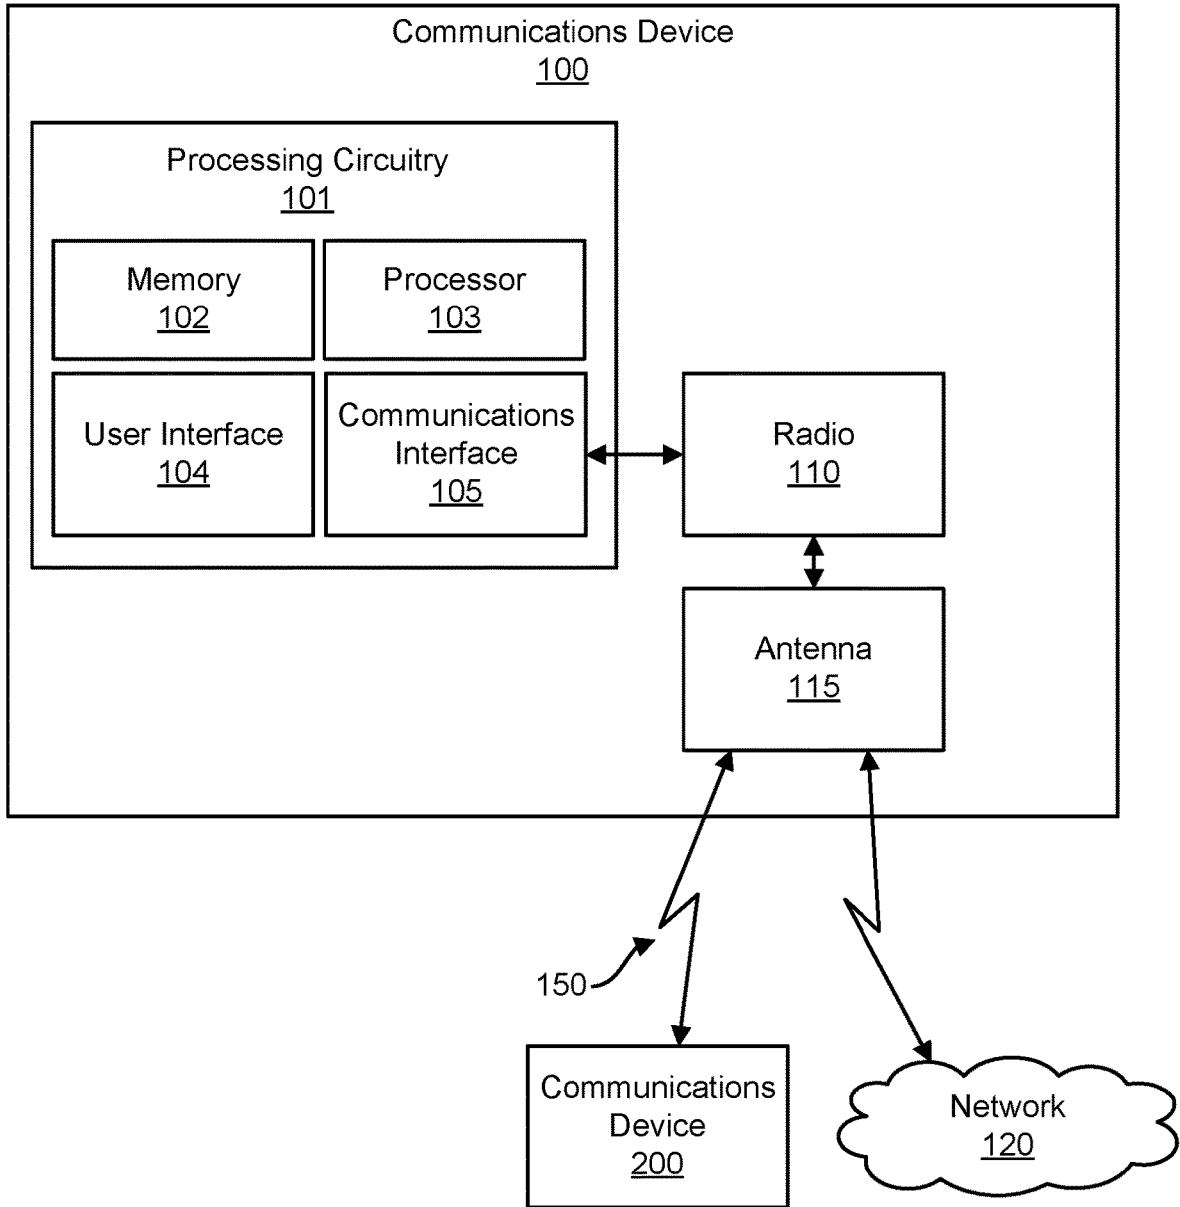 Communications Device
100
Processing Circuitry
101
Memory
102
Processor
103
User Interface
104
Communications
Interface
105
Radio
110
Antenna
115
150
Communications
Device
200
Network
120